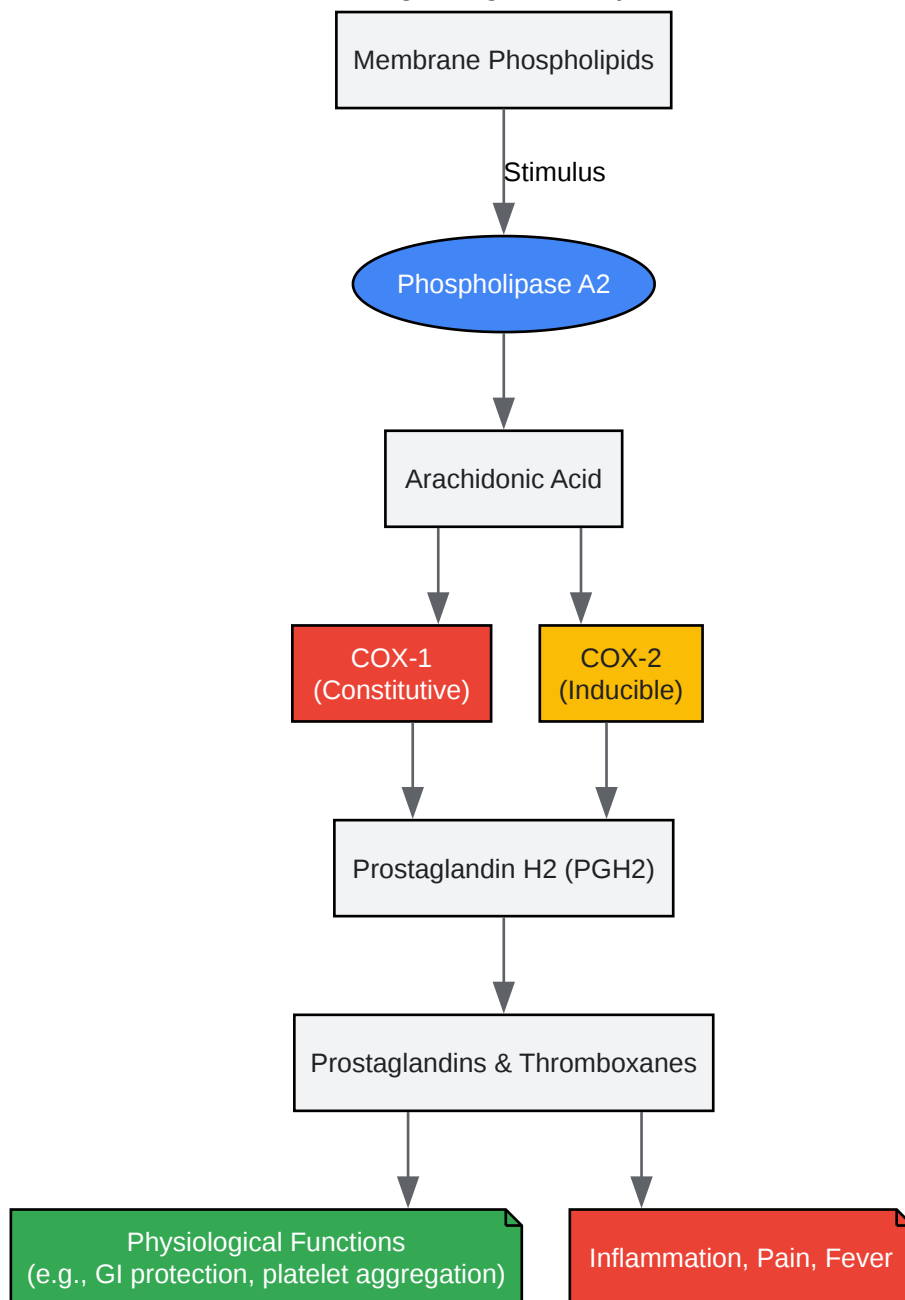 Membrane Phospholipids
Stimulus
Phospholipase A2
Arachidonic Acid
COX-1
(Constitutive)
COX-2
(Inducible)
Prostaglandin H2 (PGH2)
Prostaglandins & Thromboxanes
Physiological Functions
(e.g., GI protection, platelet aggregation)
Inflammation, Pain, Fever